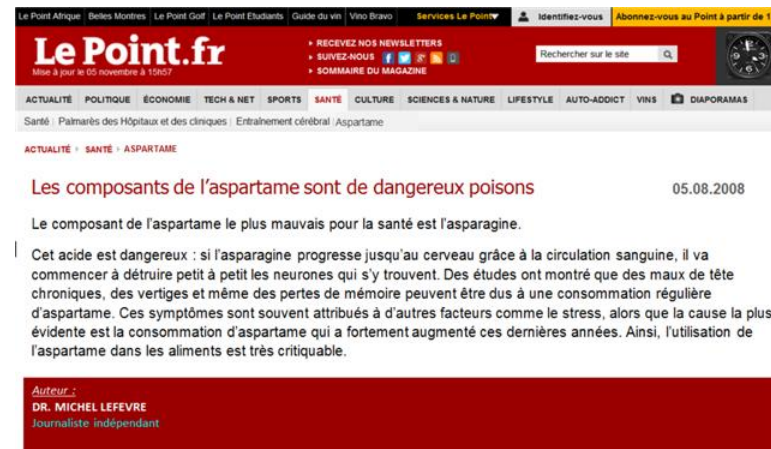 Le Point Afrique | Belles Montres | Le Point Golf | Le Point Etudiants | Guide du vin | Vino Bravo Services Le Point▾ Identifiez-vous Abonnez-vous au Point à partir de 1
Le Point.fr
Mise à jour le 05 novembre à 15h57
▸ RECEVEZ NOS NEWSLETTERS
▸ SUIVEZ-NOUS
▸ SOMMAIRE DU MAGAZINE
Rechercher sur le site
ACTUALITÉ POLITIQUE ÉCONOMIE TECH & NET SPORTS SANTÉ CULTURE SCIENCES & NATURE LIFESTYLE AUTO-ADDICT VINS DIAPORAMAS
Santé | Palmarès des Hôpitaux et des cliniques | Entraînement cérébral | Aspartame
ACTUALITÉ > SANTÉ > ASPARTAME
Les composants de l'aspartame sont de dangereux poisons 05.08.2008
Le composant de l'aspartame le plus mauvais pour la santé est l'asparagine.
Cet acide est dangereux : si l'asparagine progresse jusqu'au cerveau grâce à la circulation sanguine, il va
commencer à détruire petit à petit les neurones qui s'y trouvent. Des études ont montré que des maux de tête
chroniques, des vertiges et même des pertes de mémoire peuvent être dus à une consommation régulière
d'aspartame. Ces symptômes sont souvent attribués à d'autres facteurs comme le stress, alors que la cause la plus
évidente est la consommation d'aspartame qui a fortement augmenté ces dernières années. Ainsi, l'utilisation de
l'aspartame dans les aliments est très critiquable.
Auteur :
DR. MICHEL LEFEVRE
Journaliste indépendant